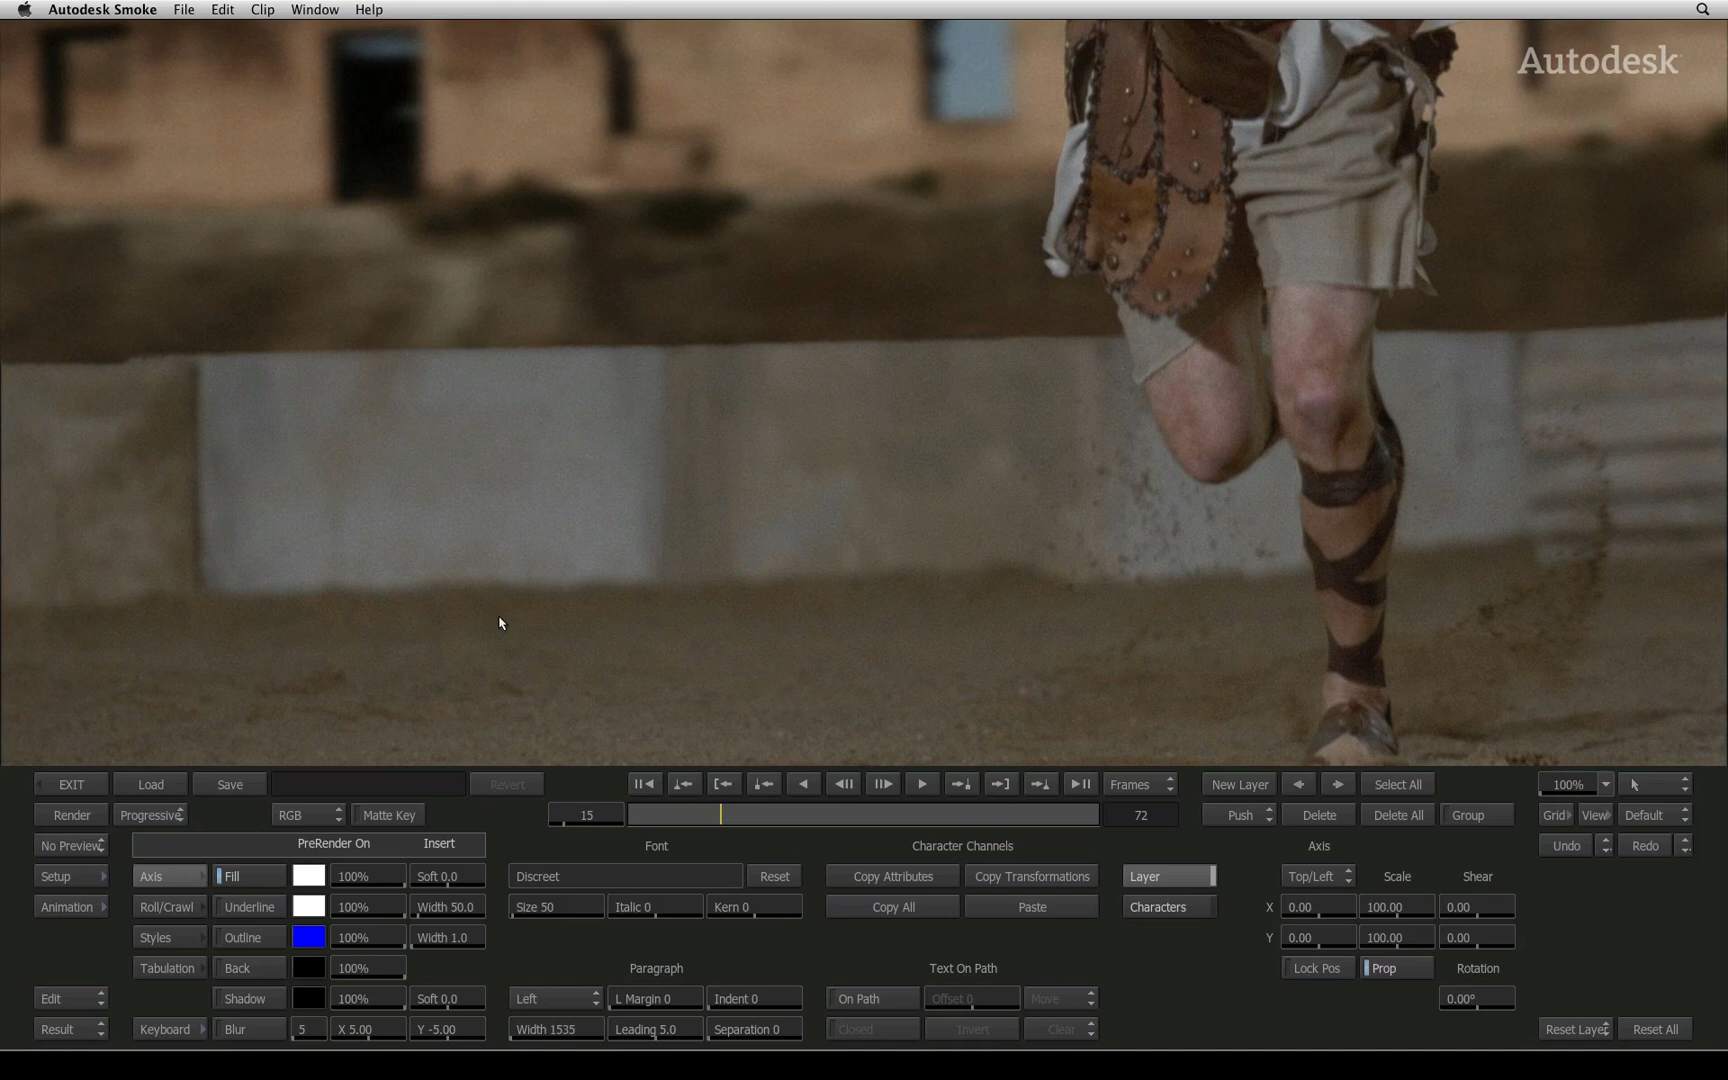 Autodesk Smoke File Edit Clip Window Help
Autodesk
EXIT Load Save Revert Frames New Layer Select All 100%
Render Progressive RGB Matte Key 15 72 Push Delete Delete All Group Grid View Default
No Preview PreRender On Insert Font Character Channels Axis Undo Redo
Setup Axis Fill 100% Soft 0.0 Discreet Reset Copy Attributes Copy Transformations Layer Top/Left Scale Shear
Animation Roll/Crawl Underline 100% Width 50.0 Size 50 Italic 0 Kern 0 Copy All Paste Characters X 0.00 100.00 0.00
Styles Outline 100% Width 1.0 Y 0.00 100.00 0.00
Tabulation Back 100% Paragraph Text On Path Lock Pos Prop Rotation
Edit Shadow 100% Soft 0.0 Left L Margin 0 Indent 0 On Path Offset 0 Move 0.00°
Result Keyboard Blur 5 X 5.00 Y -5.00 Width 1535 Leading 5.0 Separation 0 Closed Invert Clear Reset Layer Reset All